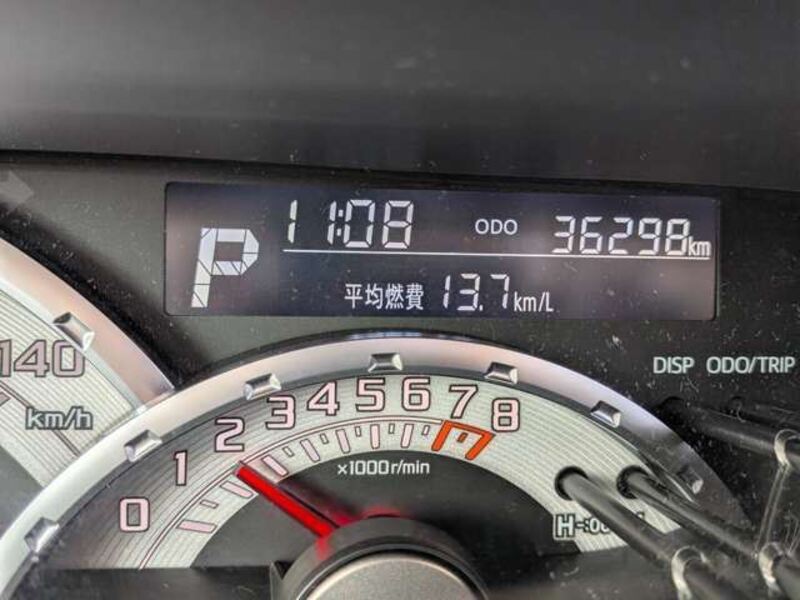 P 11:08 ODO 36298km
平均燃費 13.7km/L
DISP ODO/TRIP
140
km/h
0 1 2 3 4 5 6 7 8
×1000r/min
H